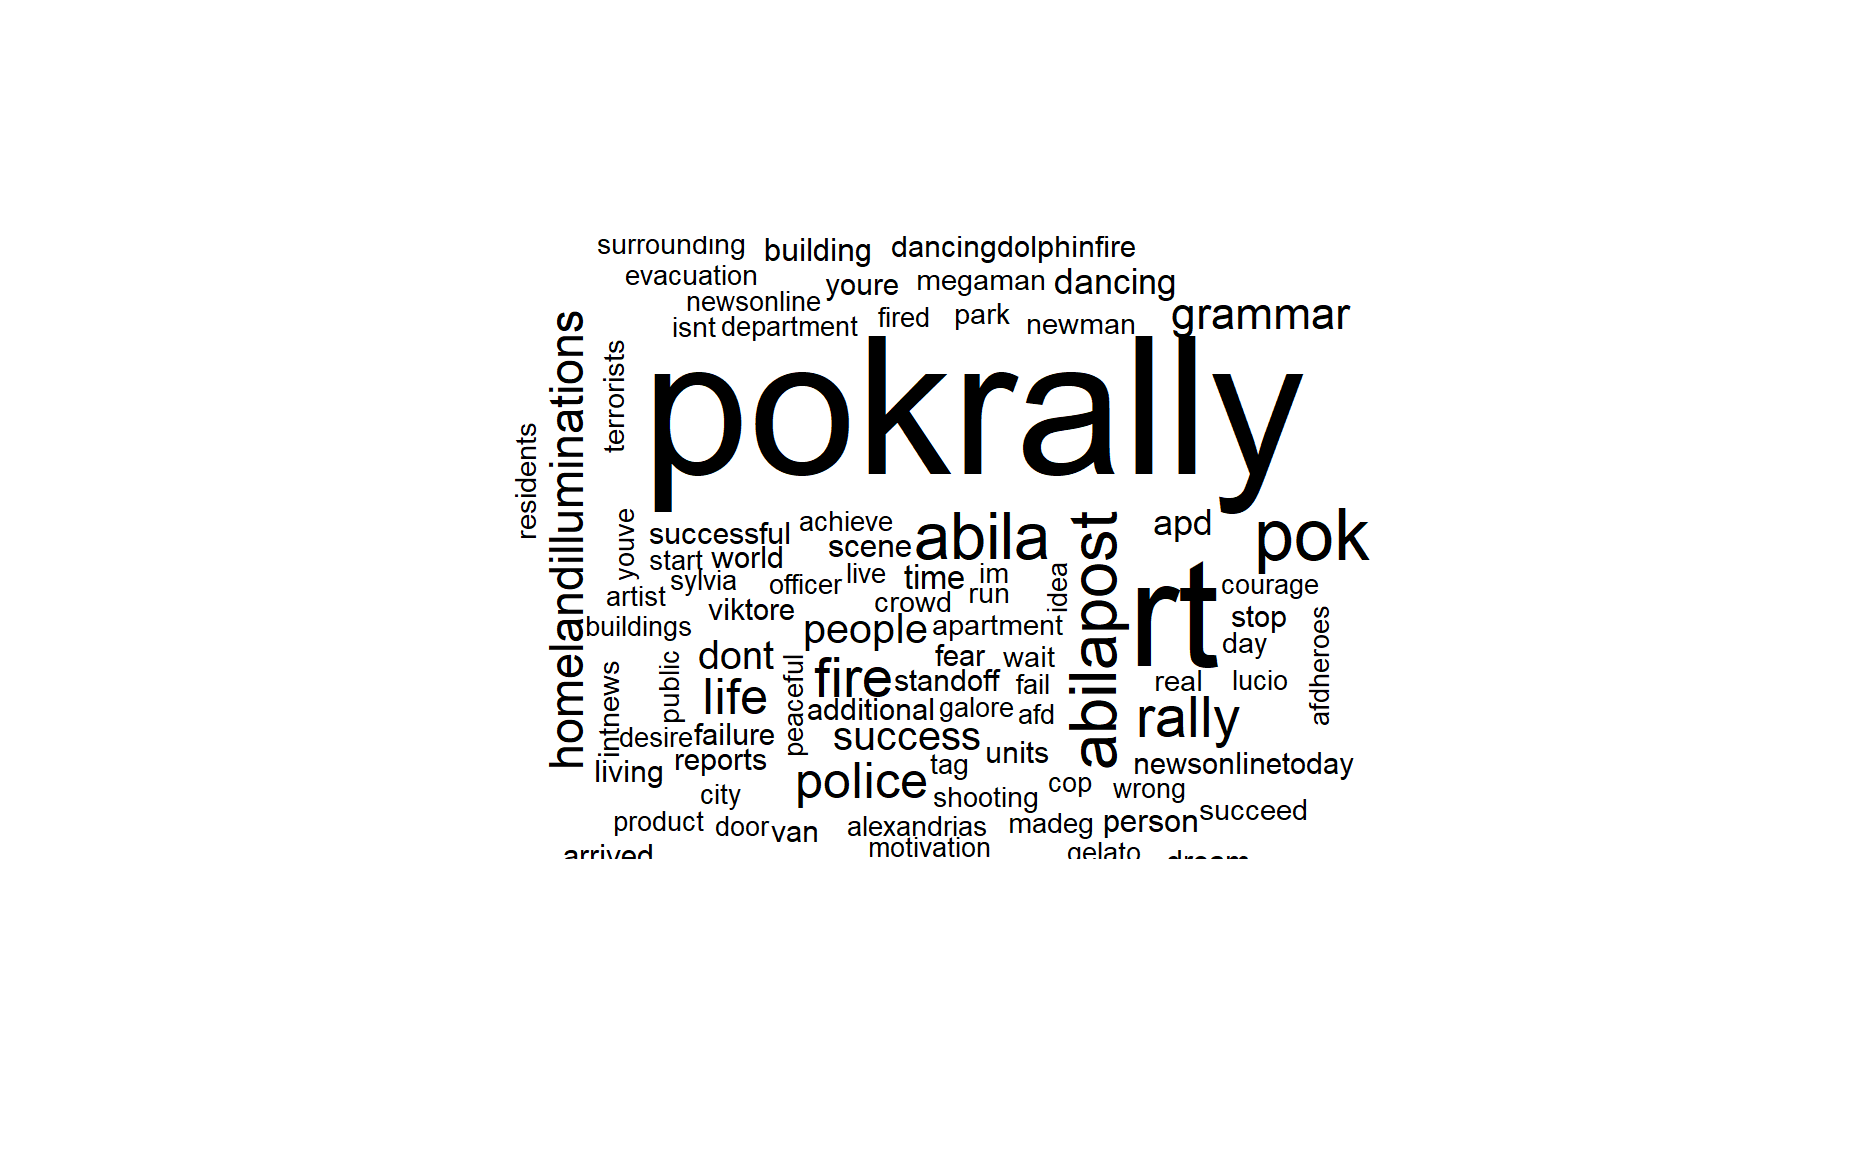 surrounding building dancingdolphinfire
evacuation youre megaman dancing
newsonline
isnt department fired park newman grammar
homelandilluminations
terrorists
residents
pokrally
youve
successful achieve
scene abila
abilapost
apd pok
start world
sylvia officer live time im
idea
rt
courage
artist viktore crowd run
stop
buildings people apartment
day
afdheroes
dont
peaceful
fear wait
public
intnews
life fire standoff fail
real lucio
additional galore afd
rally
desire failure success
reports units
living police tag
newsonlinetoday
city shooting cop wrong
product door van alexandrias madeg person succeed
arrived motivation gelato dream